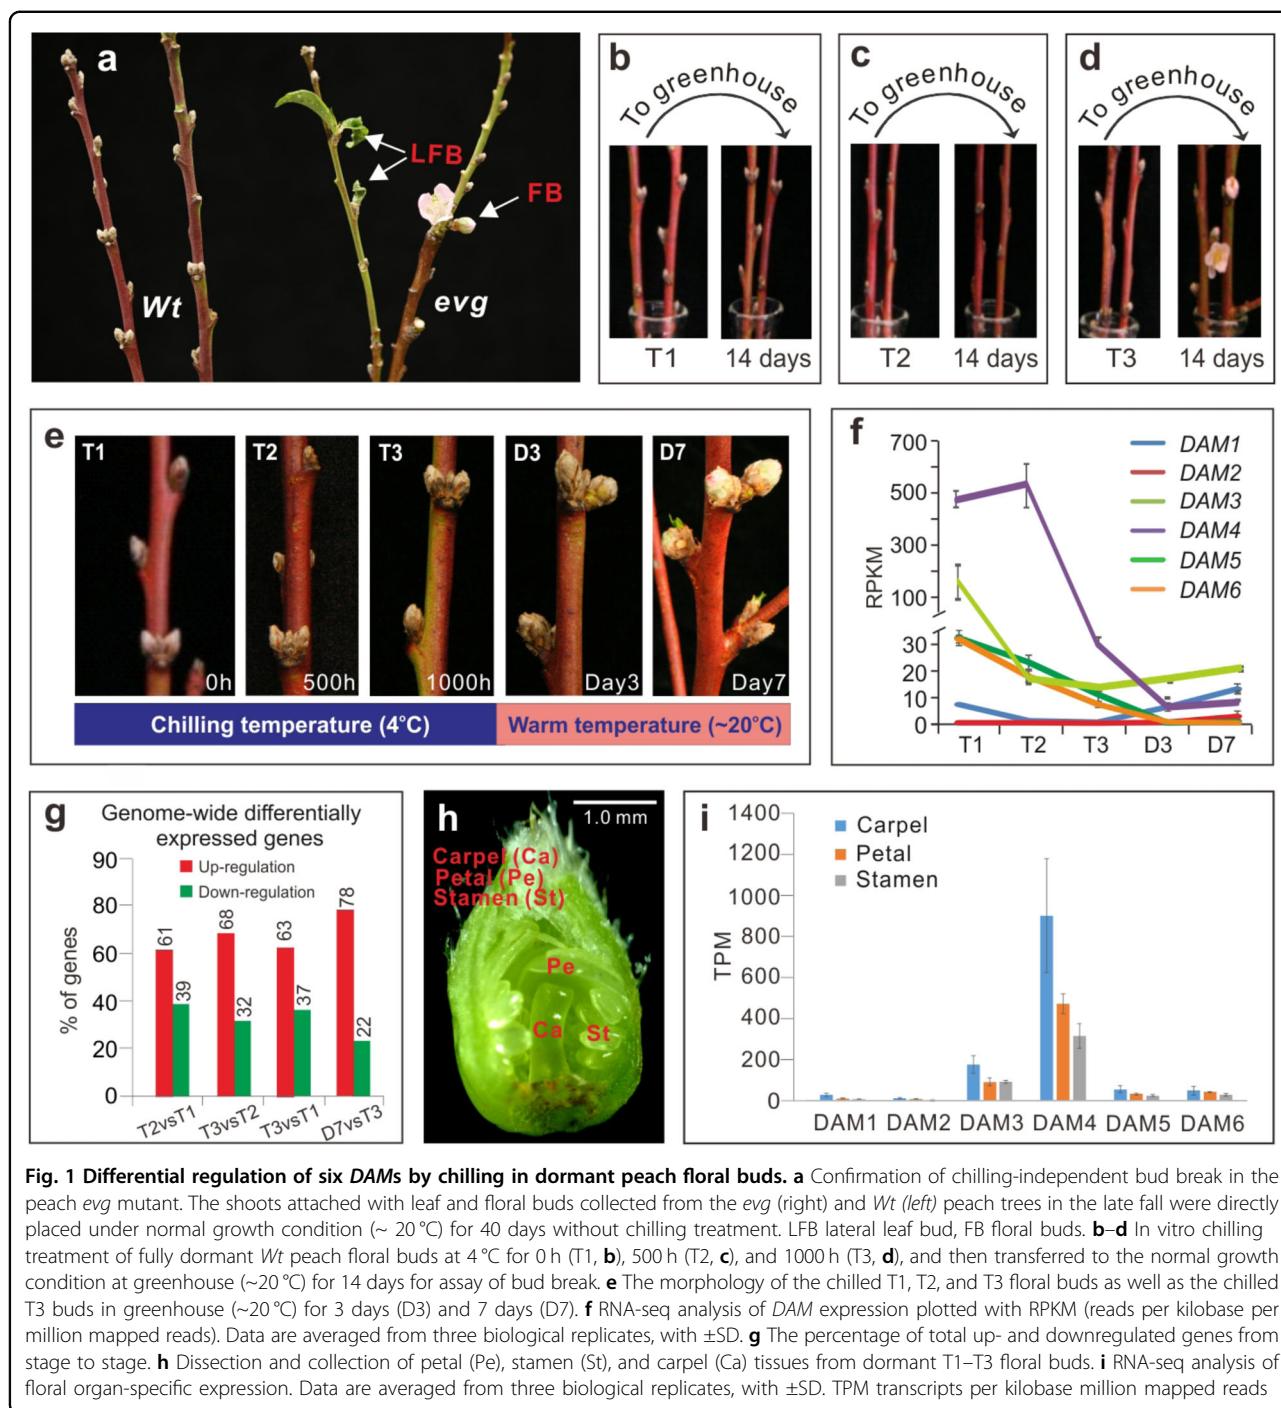 a
LFB
FB
Wt
evg
b
To greenhouse
T1
14 days
c
To greenhouse
T2
14 days
d
To greenhouse
T3
14 days
e
T1
T2
T3
D3
D7
0h
500h
1000h
Day3
Day7
Chilling temperature (4°C)
Warm temperature (~20°C)
f
700
500
300
100
30
20
10
0
RPKM
T1
T2
T3
D3
D7
DAM1
DAM2
DAM3
DAM4
DAM5
DAM6
g
Genome-wide differentially
expressed genes
Up-regulation
Down-regulation
90
80
60
40
20
0
% of genes
61
39
68
32
63
37
78
22
T2vsT1
T3vsT2
T3vsT1
D7vsT3
h
1.0 mm
Carpel (Ca)
Petal (Pe)
Stamen (St)
Pe
Ca
St
i
1400
1200
1000
800
600
400
200
0
TPM
Carpel
Petal
Stamen
DAM1
DAM2
DAM3
DAM4
DAM5
DAM6
Fig. 1 Differential regulation of six DAMs by chilling in dormant peach floral buds. a Confirmation of chilling-independent bud break in the
peach evg mutant. The shoots attached with leaf and floral buds collected from the evg (right) and Wt (left) peach trees in the late fall were directly
placed under normal growth condition (~ 20 °C) for 40 days without chilling treatment. LFB lateral leaf bud, FB floral buds. b–d In vitro chilling
treatment of fully dormant Wt peach floral buds at 4 °C for 0 h (T1, b), 500 h (T2, c), and 1000 h (T3, d), and then transferred to the normal growth
condition at greenhouse (~20 °C) for 14 days for assay of bud break. e The morphology of the chilled T1, T2, and T3 floral buds as well as the chilled
T3 buds in greenhouse (~20 °C) for 3 days (D3) and 7 days (D7). f RNA-seq analysis of DAM expression plotted with RPKM (reads per kilobase per
million mapped reads). Data are averaged from three biological replicates, with ±SD. g The percentage of total up- and downregulated genes from
stage to stage. h Dissection and collection of petal (Pe), stamen (St), and carpel (Ca) tissues from dormant T1–T3 floral buds. i RNA-seq analysis of
floral organ-specific expression. Data are averaged from three biological replicates, with ±SD. TPM transcripts per kilobase million mapped reads